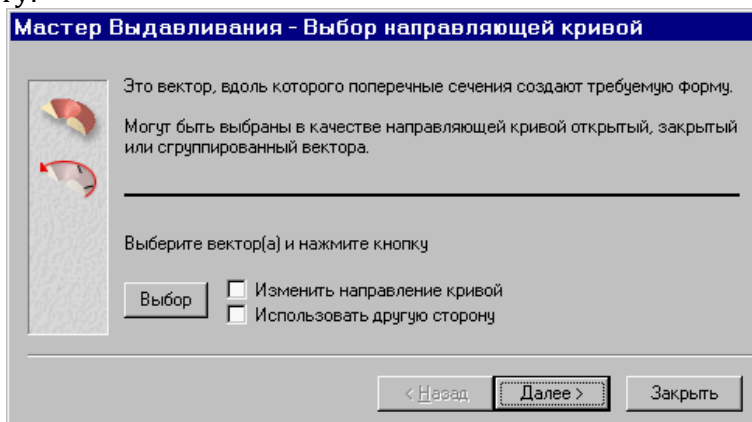 ту.
Мастер Выдавливания - Выбор направляющей кривой
Это вектор, вдоль которого поперечные сечения создают требуемую форму.
Могут быть выбраны в качестве направляющей кривой открытый, закрытый
или сгруппированный вектора.
Выберите вектор(а) и нажмите кнопку
Выбор
Изменить направление кривой
Использовать другую сторону
< Назад
Далее >
Закрыть